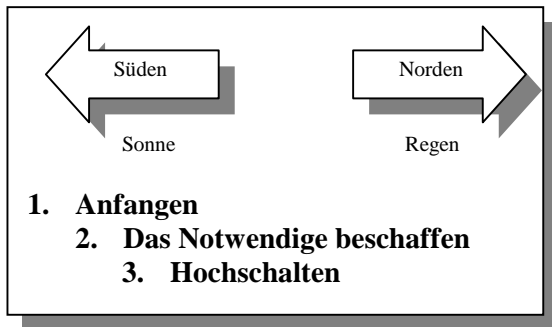 Süden Norden
Sonne Regen
1. Anfangen
2. Das Notwendige beschaffen
3. Hochschalten